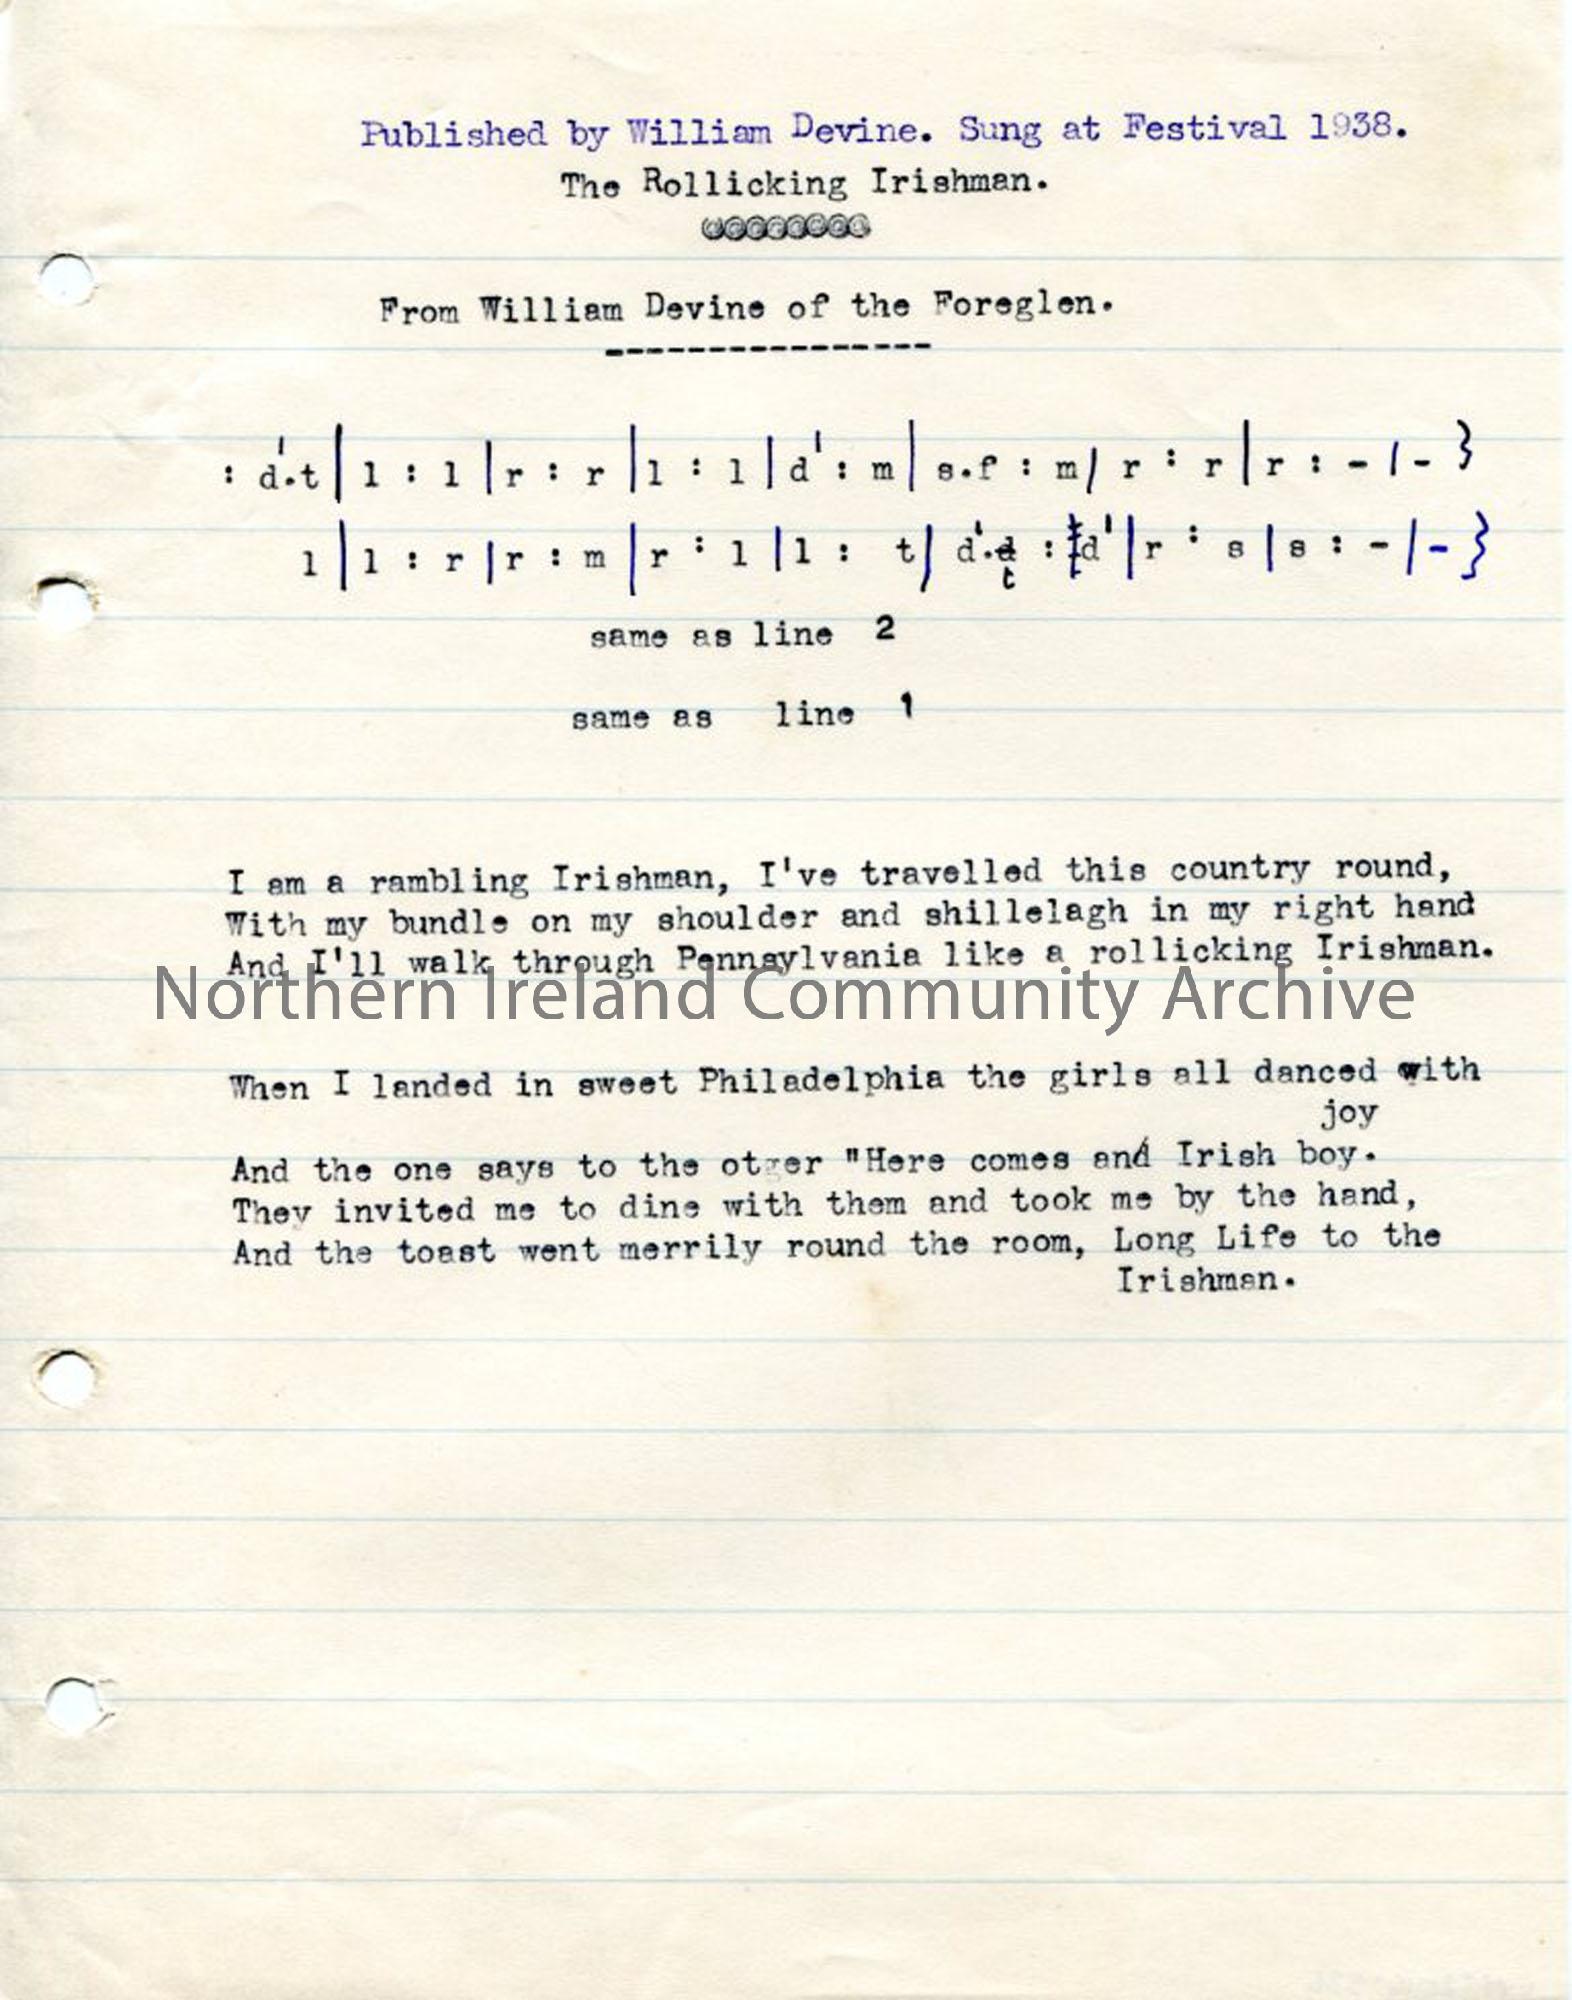 Published by William Devine. Sung at Festival 1938.
The Rollicking Irishman.
From William Devine of the Foreglen.
----------------
: d'.t | l : l | r : r | l : l | d' : m | s.f : m / r : r | r : - | - }
l | l : r | r : m | r : l | l : t | d'. t : d' | r : s | s : - | - }
same as line 2
same as line 1
I am a rambling Irishman, I've travelled this country round,
With my bundle on my shoulder and shillelagh in my right hand
And I'll walk through Pennsylvania like a rollicking Irishman.
Northern Ireland Community Archive
When I landed in sweet Philadelphia the girls all danced with
joy
And the one says to the otger "Here comes and Irish boy.
They invited me to dine with them and took me by the hand,
And the toast went merrily round the room, Long Life to the
Irishman.